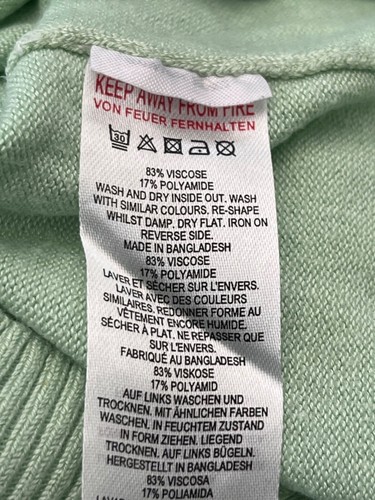 KEEP AWAY FROM FIRE
VON FEUER FERNHALTEN
30
83% VISCOSE
17% POLYAMIDE
WASH AND DRY INSIDE OUT. WASH
WITH SIMILAR COLOURS. RE-SHAPE
WHILST DAMP. DRY FLAT. IRON ON
REVERSE SIDE.
MADE IN BANGLADESH
83% VISCOSE
17% POLYAMIDE
LAVER ET SÉCHER SUR L'ENVERS.
LAVER AVEC DES COULEURS
SIMILAIRES. REDONNER FORME AU
VÊTEMENT ENCORE HUMIDE.
SÉCHER À PLAT. NE REPASSER QUE
SUR L'ENVERS.
FABRIQUÉ AU BANGLADESH
83% VISKOSE
17% POLYAMID
AUF LINKS WASCHEN UND
TROCKNEN. MIT ÄHNLICHEN FARBEN
WASCHEN. IN FEUCHTEM ZUSTAND
IN FORM ZIEHEN. LIEGEND
TROCKNEN. AUF LINKS BÜGELN.
HERGESTELLT IN BANGLADESH
83% VISCOSA
17% POLIAMIDA